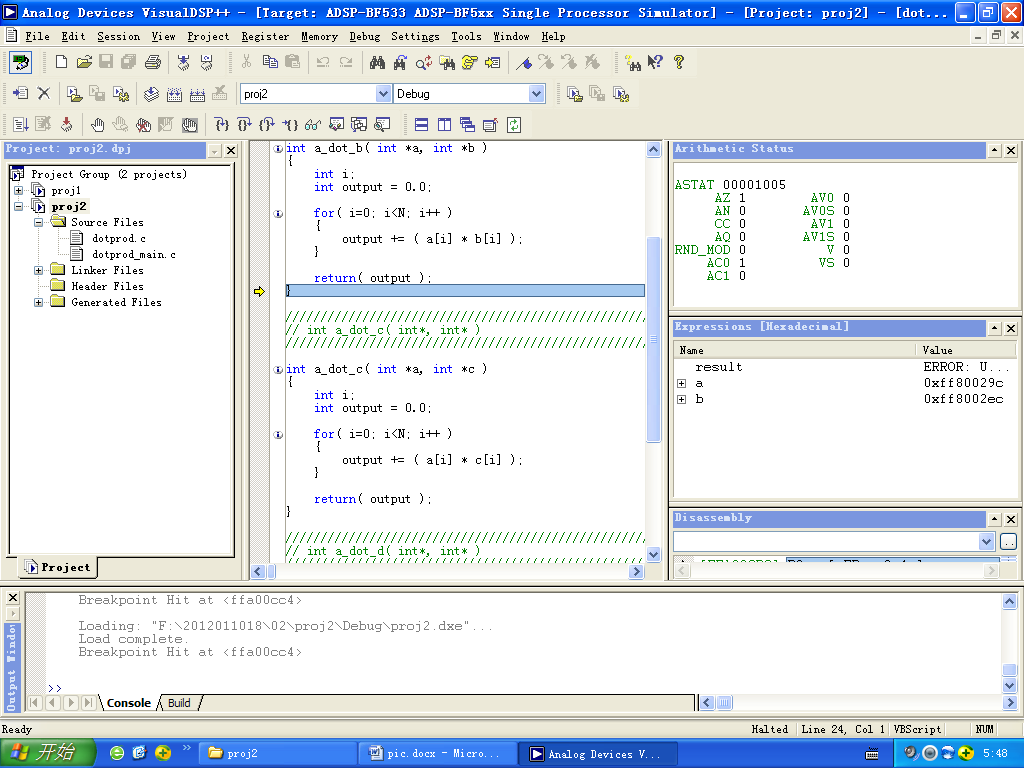 Analog Devices VisualDSP++ - [Target: ADSP-BF533 ADSP-BF5xx Single Processor Simulator] - [Project: proj2] - [dot...
File Edit Session View Project Register Memory Debug Settings Tools Window Help
proj2
Debug
Project: proj2.dpj
Project Group (2 projects)
proj1
proj2
Source Files
dotprod.c
dotprod_main.c
Linker Files
Header Files
Generated Files
Project
int a_dot_b( int *a, int *b )
{
int i;
int output = 0.0;
for( i=0; i<N; i++ )
{
output += ( a[i] * b[i] );
}
return( output );
}
///////////////////////////////////////////////////
// int a_dot_c( int*, int* )
///////////////////////////////////////////////////
int a_dot_c( int *a, int *c )
{
int i;
int output = 0.0;
for( i=0; i<N; i++ )
{
output += ( a[i] * c[i] );
}
return( output );
}
///////////////////////////////////////////////////
// int a_dot_d( int*, int* )
Arithmetic Status
ASTAT 00001005
AZ 1 AV0 0
AN 0 AV0S 0
CC 0 AV1 0
AQ 0 AV1S 0
RND_MOD 0 V 0
AC0 1 VS 0
AC1 0
Expressions [Hexadecimal]
Name Value
result ERROR: U...
a 0xff80029c
b 0xff8002ec
Disassembly
Output Window
Breakpoint Hit at <ffa00cc4>
Loading: "F:\2012011018\02\proj2\Debug\proj2.dxe"...
Load complete.
Breakpoint Hit at <ffa00cc4>
>>
Console Build
Ready
Halted Line 24, Col 1 VBScript NUM
开始
proj2
pic.docx - Micro...
Analog Devices V...
5:48